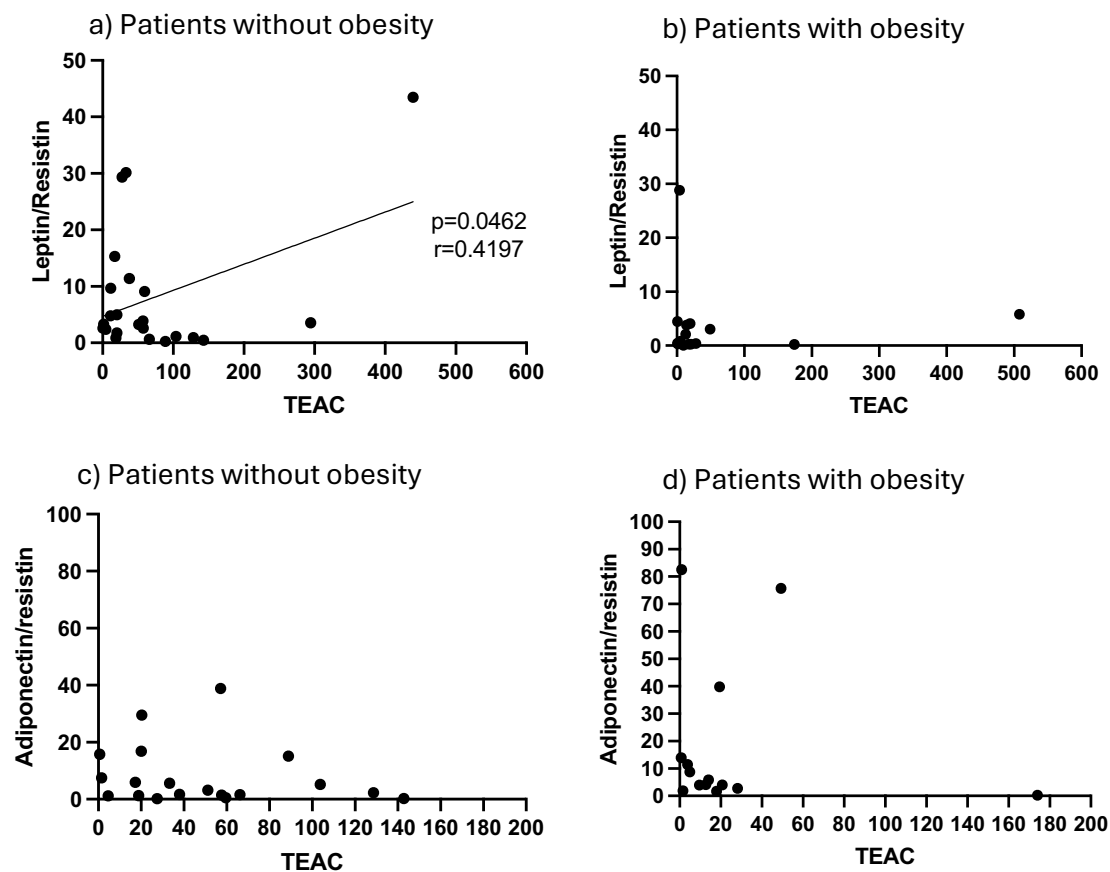 a) Patients without obesity
50
40
30
20
10
0
Leptin/Resistin
p=0.0462
r=0.4197
0 100 200 300 400 500 600
TEAC
b) Patients with obesity
50
40
30
20
10
0
Leptin/Resistin
0 100 200 300 400 500 600
TEAC
c) Patients without obesity
100
80
60
40
20
0
Adiponectin/resistin
0 20 40 60 80 100 120 140 160 180 200
TEAC
d) Patients with obesity
100
90
80
70
60
50
40
30
20
10
0
Adiponectin/resistin
0 20 40 60 80 100 120 140 160 180 200
TEAC